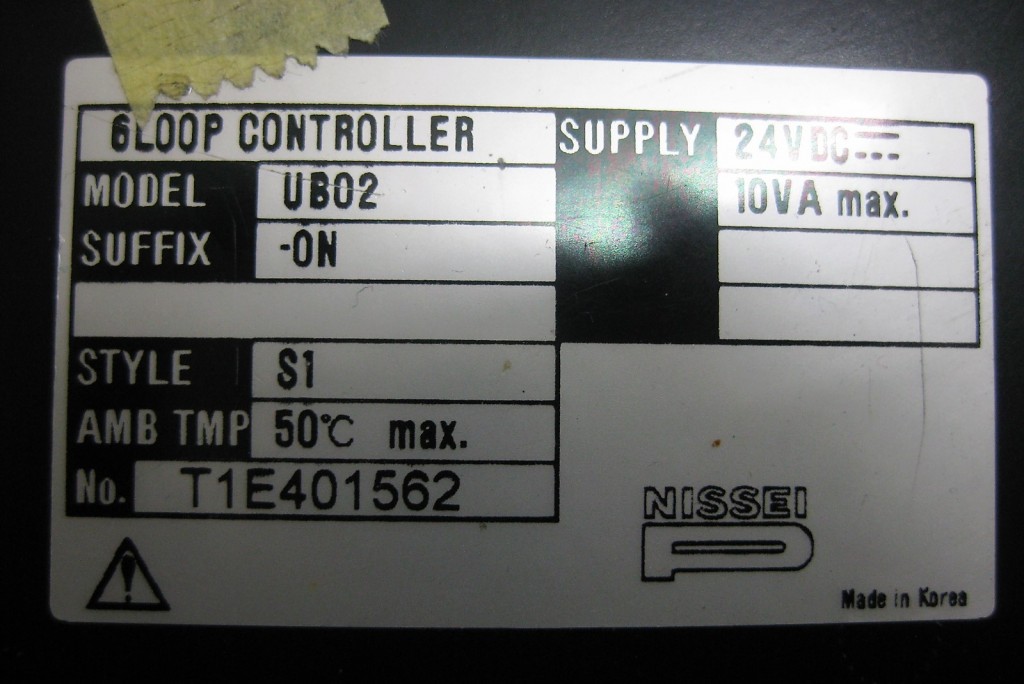 6LOOP CONTROLLER
MODEL UB02
SUFFIX -ON
STYLE S1
AMB TMP 50℃ max.
No. T1E401562
SUPPLY 24VDC⎓
10VA max.
NISSEI
P
Made in Korea